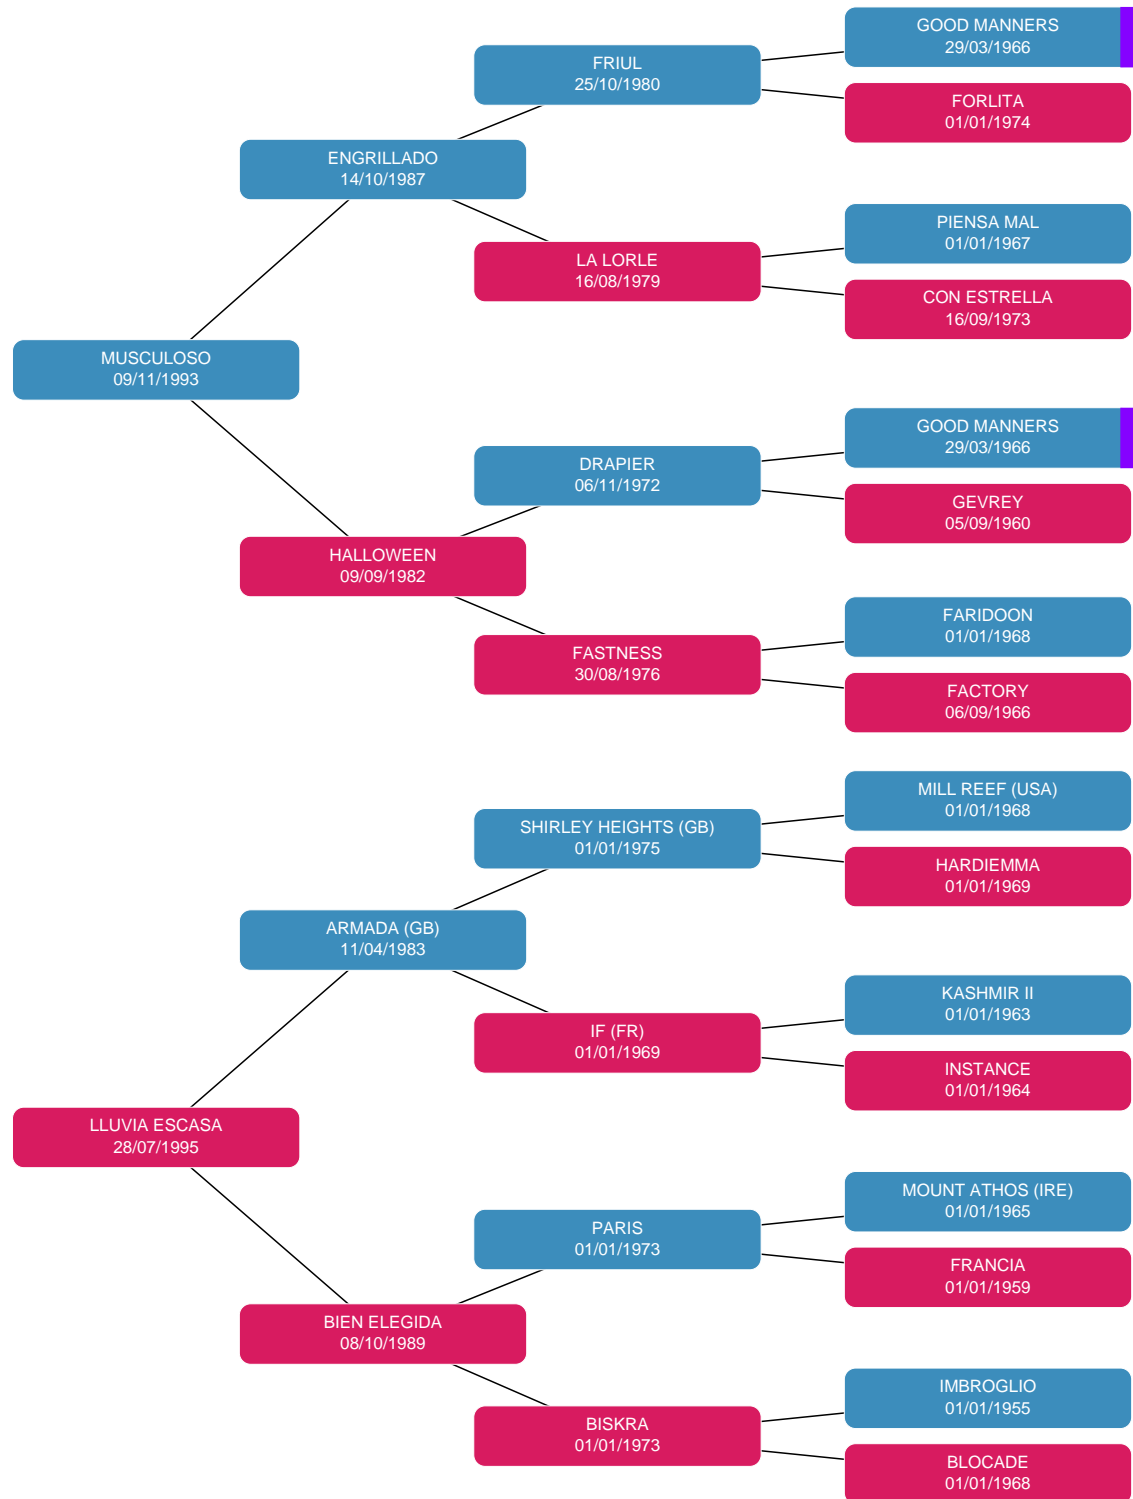 GOOD MANNERS
29/03/1966
FRIUL
25/10/1980
FORLITA
01/01/1974
ENGRILLADO
14/10/1987
PIENSA MAL
01/01/1967
LA LORLE
16/08/1979
CON ESTRELLA
16/09/1973
MUSCULOSO
09/11/1993
GOOD MANNERS
29/03/1966
DRAPIER
06/11/1972
GEVREY
05/09/1960
HALLOWEEN
09/09/1982
FARIDOON
01/01/1968
FASTNESS
30/08/1976
FACTORY
06/09/1966
MILL REEF (USA)
01/01/1968
SHIRLEY HEIGHTS (GB)
01/01/1975
HARDIEMMA
01/01/1969
ARMADA (GB)
11/04/1983
KASHMIR II
01/01/1963
IF (FR)
01/01/1969
INSTANCE
01/01/1964
LLUVIA ESCASA
28/07/1995
MOUNT ATHOS (IRE)
01/01/1965
PARIS
01/01/1973
FRANCIA
01/01/1959
BIEN ELEGIDA
08/10/1989
IMBROGLIO
01/01/1955
BISKRA
01/01/1973
BLOCADE
01/01/1968